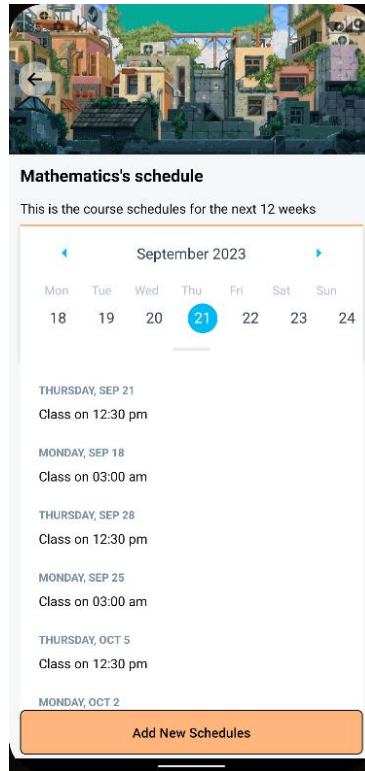 Mathematics's schedule
This is the course schedules for the next 12 weeks
September 2023
Mon Tue Wed Thu Fri Sat Sun
18 19 20 21 22 23 24
THURSDAY, SEP 21
Class on 12:30 pm
MONDAY, SEP 18
Class on 03:00 am
THURSDAY, SEP 28
Class on 12:30 pm
MONDAY, SEP 25
Class on 03:00 am
THURSDAY, OCT 5
Class on 12:30 pm
MONDAY, OCT 2
Add New Schedules